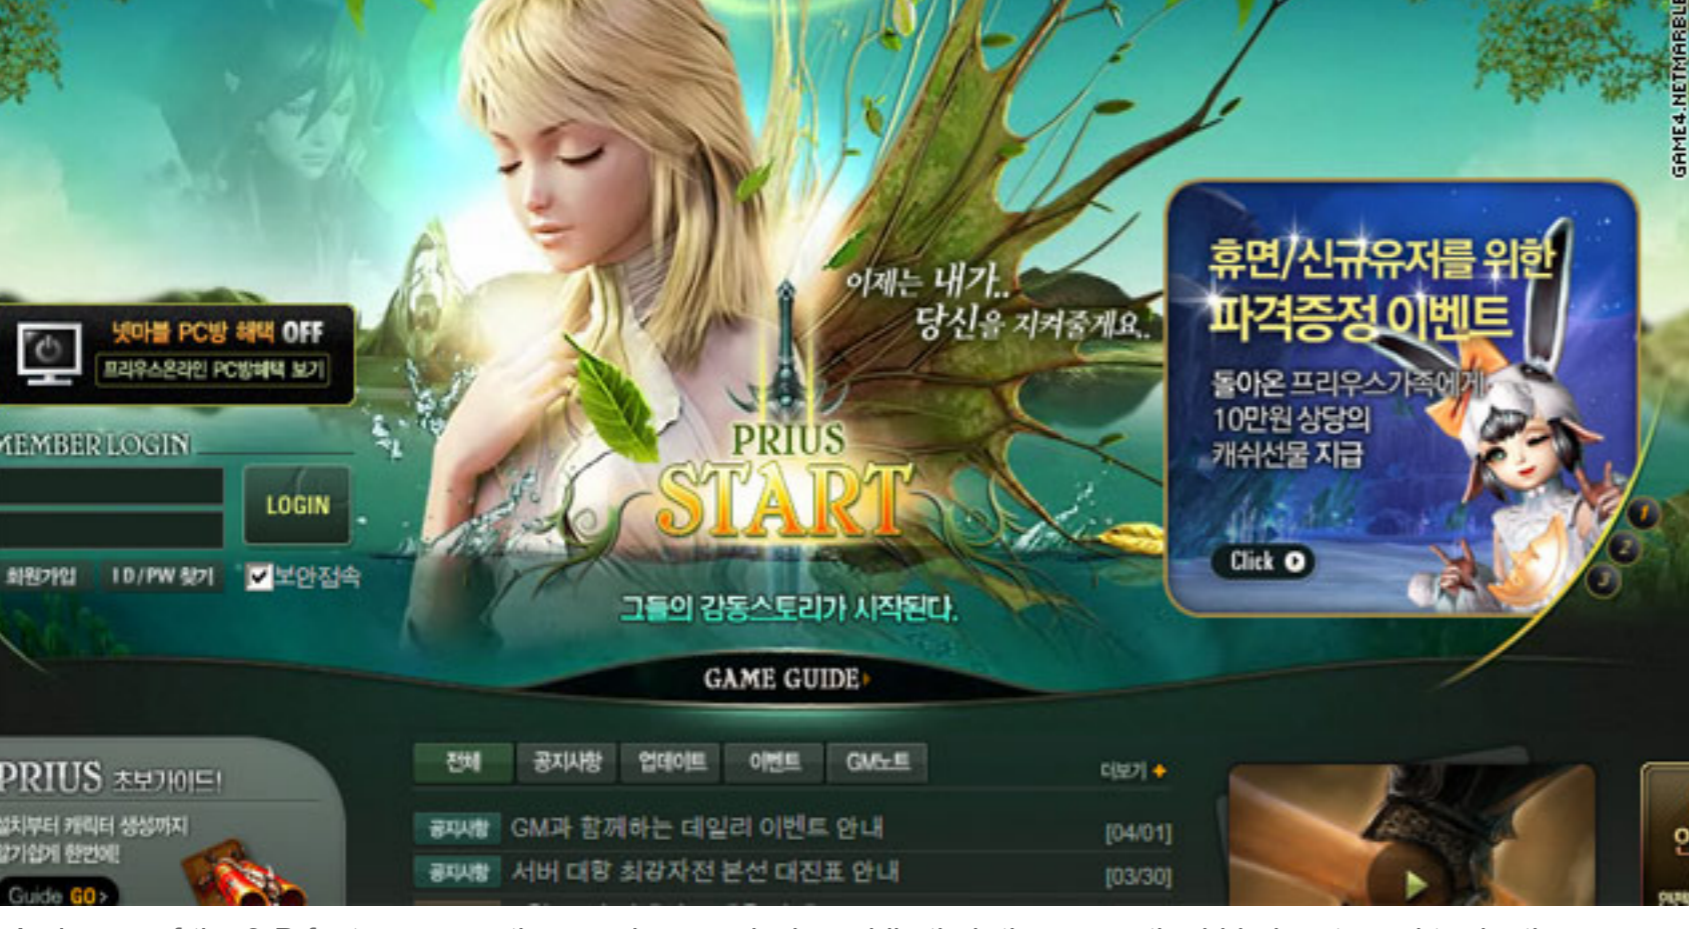 GAME4.NETMARBLE
휴면/신규유저를 위한
파격증정 이벤트
돌아온 프리우스가족에게
10만원 상당의
캐쉬선물 지급
Click
이제는 내가..
당신을 지켜줄게요..
넷마블 PC방 혜택 OFF
프리우스온라인 PC방혜택 보기
MEMBER LOGIN
LOGIN
회원가입
ID/PW 찾기
보안접속
PRIUS
START
그들의 감동스토리가 시작된다.
1
2
3
GAME GUIDE
PRIUS 초보가이드!
설치부터 캐릭터 생성까지
알기쉽게 한번에!
Guide GO>
전체
공지사항
업데이트
이벤트
GM노트
더보기 +
공지사항 GM과 함께하는 데일리 이벤트 안내 [04/01]
공지사항 서버 대항 최강자전 본선 대진표 안내 [03/30]